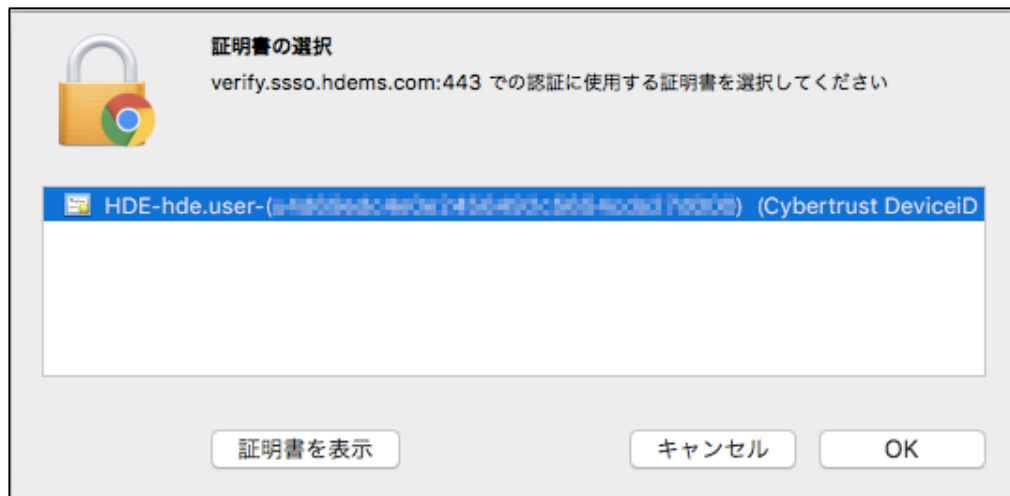 証明書の選択
verify.ssso.hdems.com:443 での認証に使用する証明書を選択してください
HDE-hde.user-( ) (Cybertrust DeviceiD
証明書を表示
キャンセル
OK